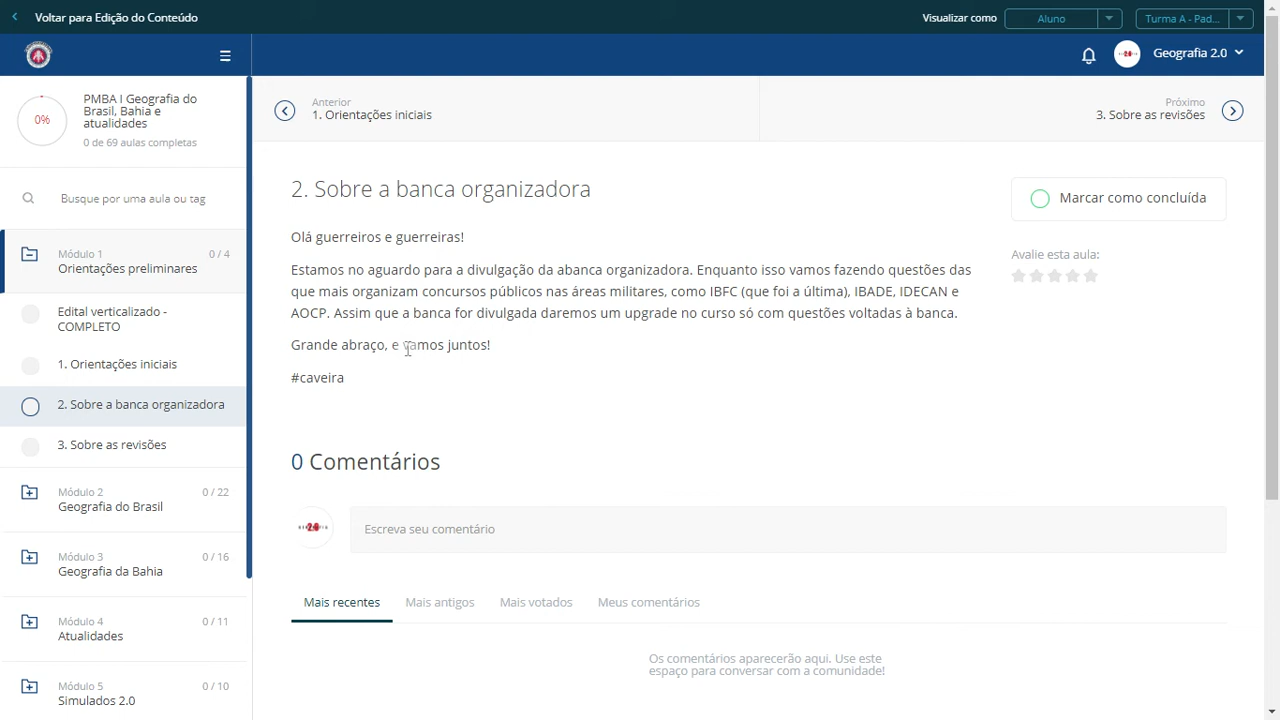 Voltar para Edição do Conteúdo
Visualizar como
Aluno
Turma A - Pad...
Geografia 2.0
0%
PMBA I Geografia do
Brasil, Bahia e
atualidades
0 de 69 aulas completas
Busque por uma aula ou tag
Módulo 1
0 / 4
Orientações preliminares
Edital verticalizado -
COMPLETO
1. Orientações iniciais
2. Sobre a banca organizadora
3. Sobre as revisões
Módulo 2
0 / 22
Geografia do Brasil
Módulo 3
0 / 16
Geografia da Bahia
Módulo 4
0 / 11
Atualidades
Módulo 5
0 / 10
Simulados 2.0
Anterior
1. Orientações iniciais
Próximo
3. Sobre as revisões
2. Sobre a banca organizadora
Olá guerreiros e guerreiras!
Estamos no aguardo para a divulgação da abanca organizadora. Enquanto isso vamos fazendo questões das
que mais organizam concursos públicos nas áreas militares, como IBFC (que foi a última), IBADE, IDECAN e
AOCP. Assim que a banca for divulgada daremos um upgrade no curso só com questões voltadas à banca.
Grande abraço, e vamos juntos!
#caveira
Marcar como concluída
Avalie esta aula:
0 Comentários
2.0
Escreva seu comentário
Mais recentes
Mais antigos
Mais votados
Meus comentários
Os comentários aparecerão aqui. Use este
espaço para conversar com a comunidade!